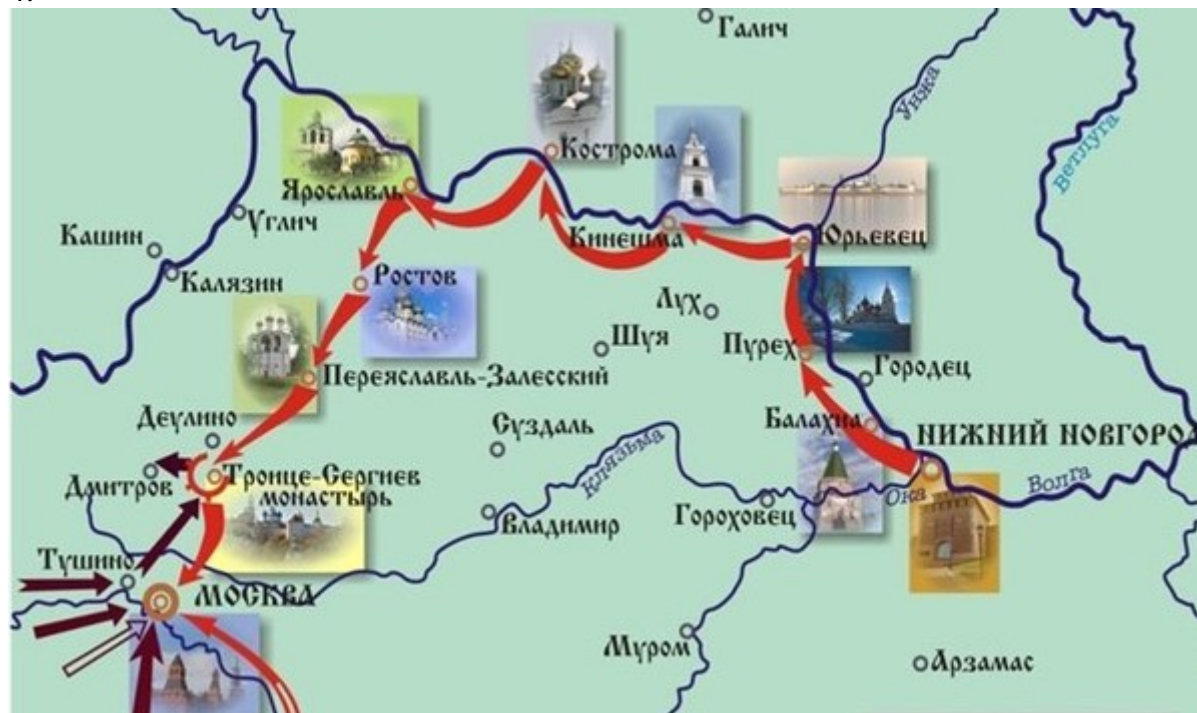 Галич
Унжа
Ветлуга
Кострома
Ярославль
Углич
Кинешма
Юрьевец
Кашин
Калязин
Ростов
Лух
Шуя
Пурех
Городец
Переяславль-Залесский
Деулино
Суздаль
Балахна
НИЖНИЙ НОВГОРОД
Клязьма
Дмитров
Троице-Сергиев
монастырь
Ока
Волга
Владимир
Гороховец
Тушино
МОСКВА
Муром
Арзамас